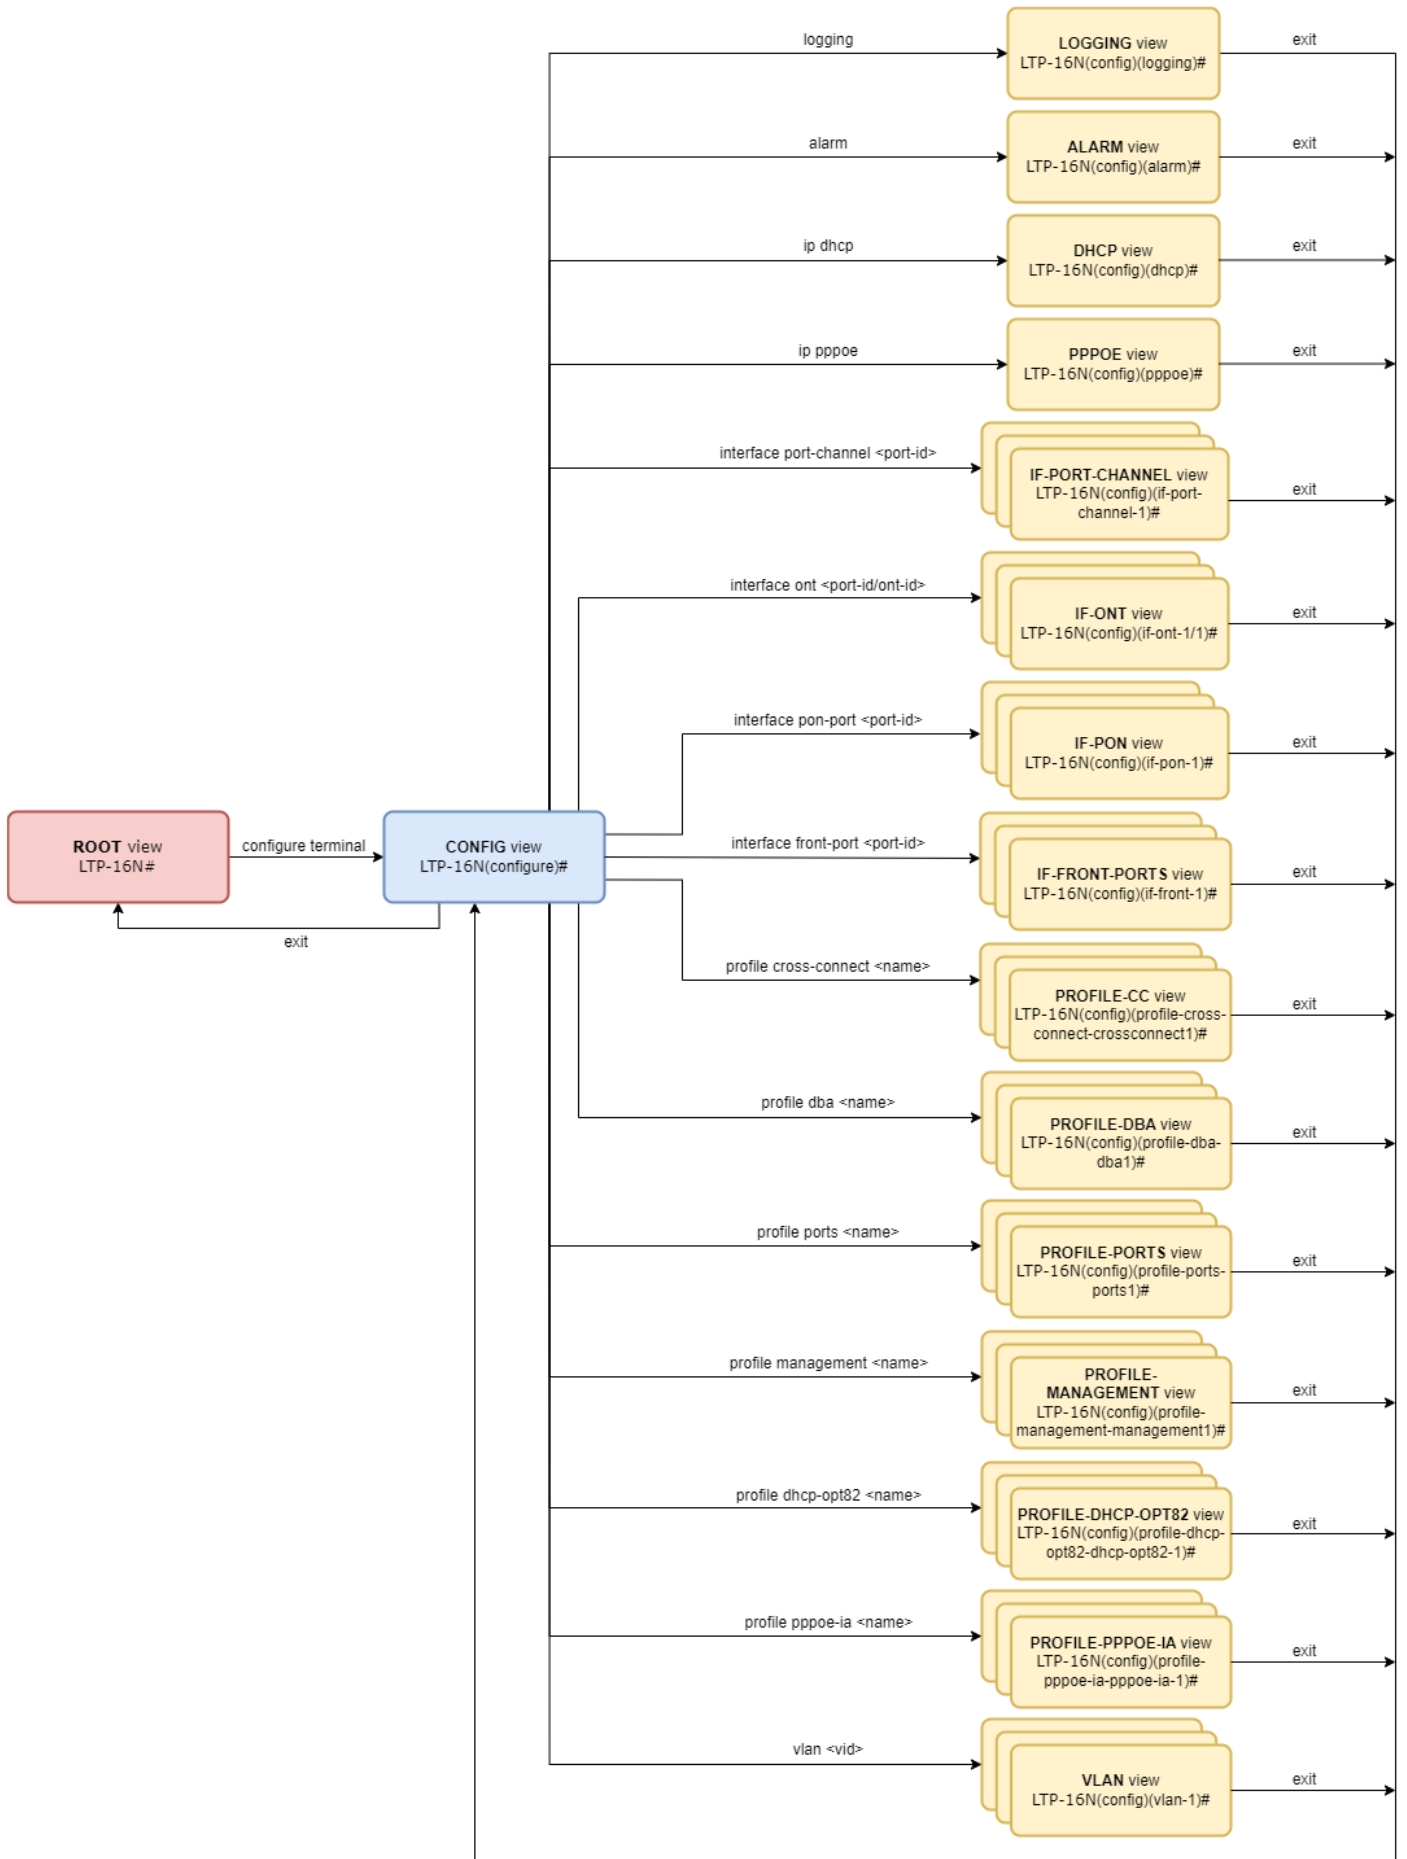 logging
LOGGING view
LTP-16N(config)(logging)#
exit
alarm
ALARM view
LTP-16N(config)(alarm)#
exit
ip dhcp
DHCP view
LTP-16N(config)(dhcp)#
exit
ip pppoe
PPPOE view
LTP-16N(config)(pppoe)#
exit
interface port-channel <port-id>
IF-PORT-CHANNEL view
LTP-16N(config)(if-port-
channel-1)#
exit
interface ont <port-id/ont-id>
IF-ONT view
LTP-16N(config)(if-ont-1/1)#
exit
interface pon-port <port-id>
IF-PON view
LTP-16N(config)(if-pon-1)#
exit
ROOT view
LTP-16N#
configure terminal
CONFIG view
LTP-16N(configure)#
exit
interface front-port <port-id>
IF-FRONT-PORTS view
LTP-16N(config)(if-front-1)#
exit
profile cross-connect <name>
PROFILE-CC view
LTP-16N(config)(profile-cross-
connect-crossconnect1)#
exit
profile dba <name>
PROFILE-DBA view
LTP-16N(config)(profile-dba-
dba1)#
exit
profile ports <name>
PROFILE-PORTS view
LTP-16N(config)(profile-ports-
ports1)#
exit
profile management <name>
PROFILE-
MANAGEMENT view
LTP-16N(config)(profile-
management-management1)#
exit
profile dhcp-opt82 <name>
PROFILE-DHCP-OPT82 view
LTP-16N(config)(profile-dhcp-
opt82-dhcp-opt82-1)#
exit
profile pppoe-ia <name>
PROFILE-PPPOE-IA view
LTP-16N(config)(profile-
pppoe-ia-pppoe-ia-1)#
exit
vlan <vid>
VLAN view
LTP-16N(config)(vlan-1)#
exit